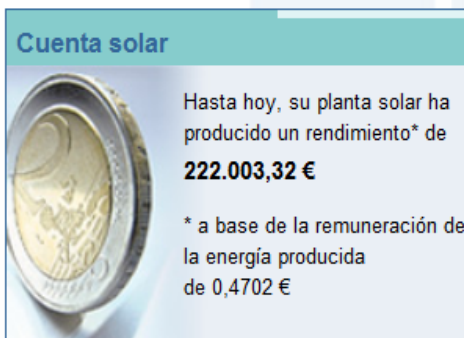 Cuenta solar
Hasta hoy, su planta solar ha
producido un rendimiento* de
222.003,32 €
* a base de la remuneración de
la energía producida
de 0,4702 €